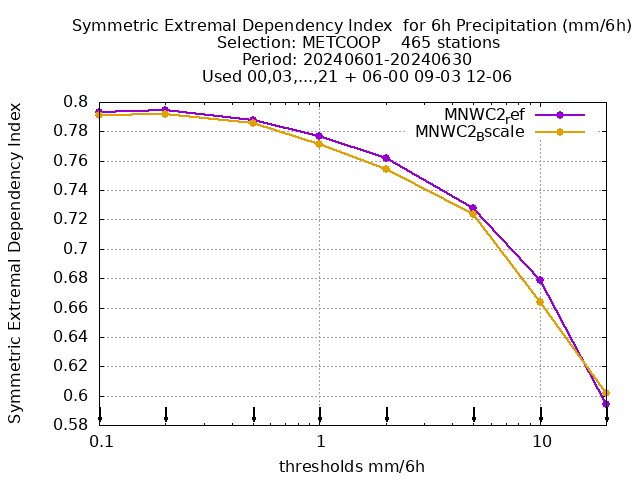 Symmetric Extremal Dependency Index  for 6h Precipitation (mm/6h)
Selection: METCOOP    465 stations
Period: 20240601-20240630
Used 00,03,...,21 + 06-00 09-03 12-06
MNWC2ref
MNWC2Bscale
Symmetric Extremal Dependency Index
0.8
0.78
0.76
0.74
0.72
0.7
0.68
0.66
0.64
0.62
0.6
0.58
0.1
1
10
thresholds mm/6h